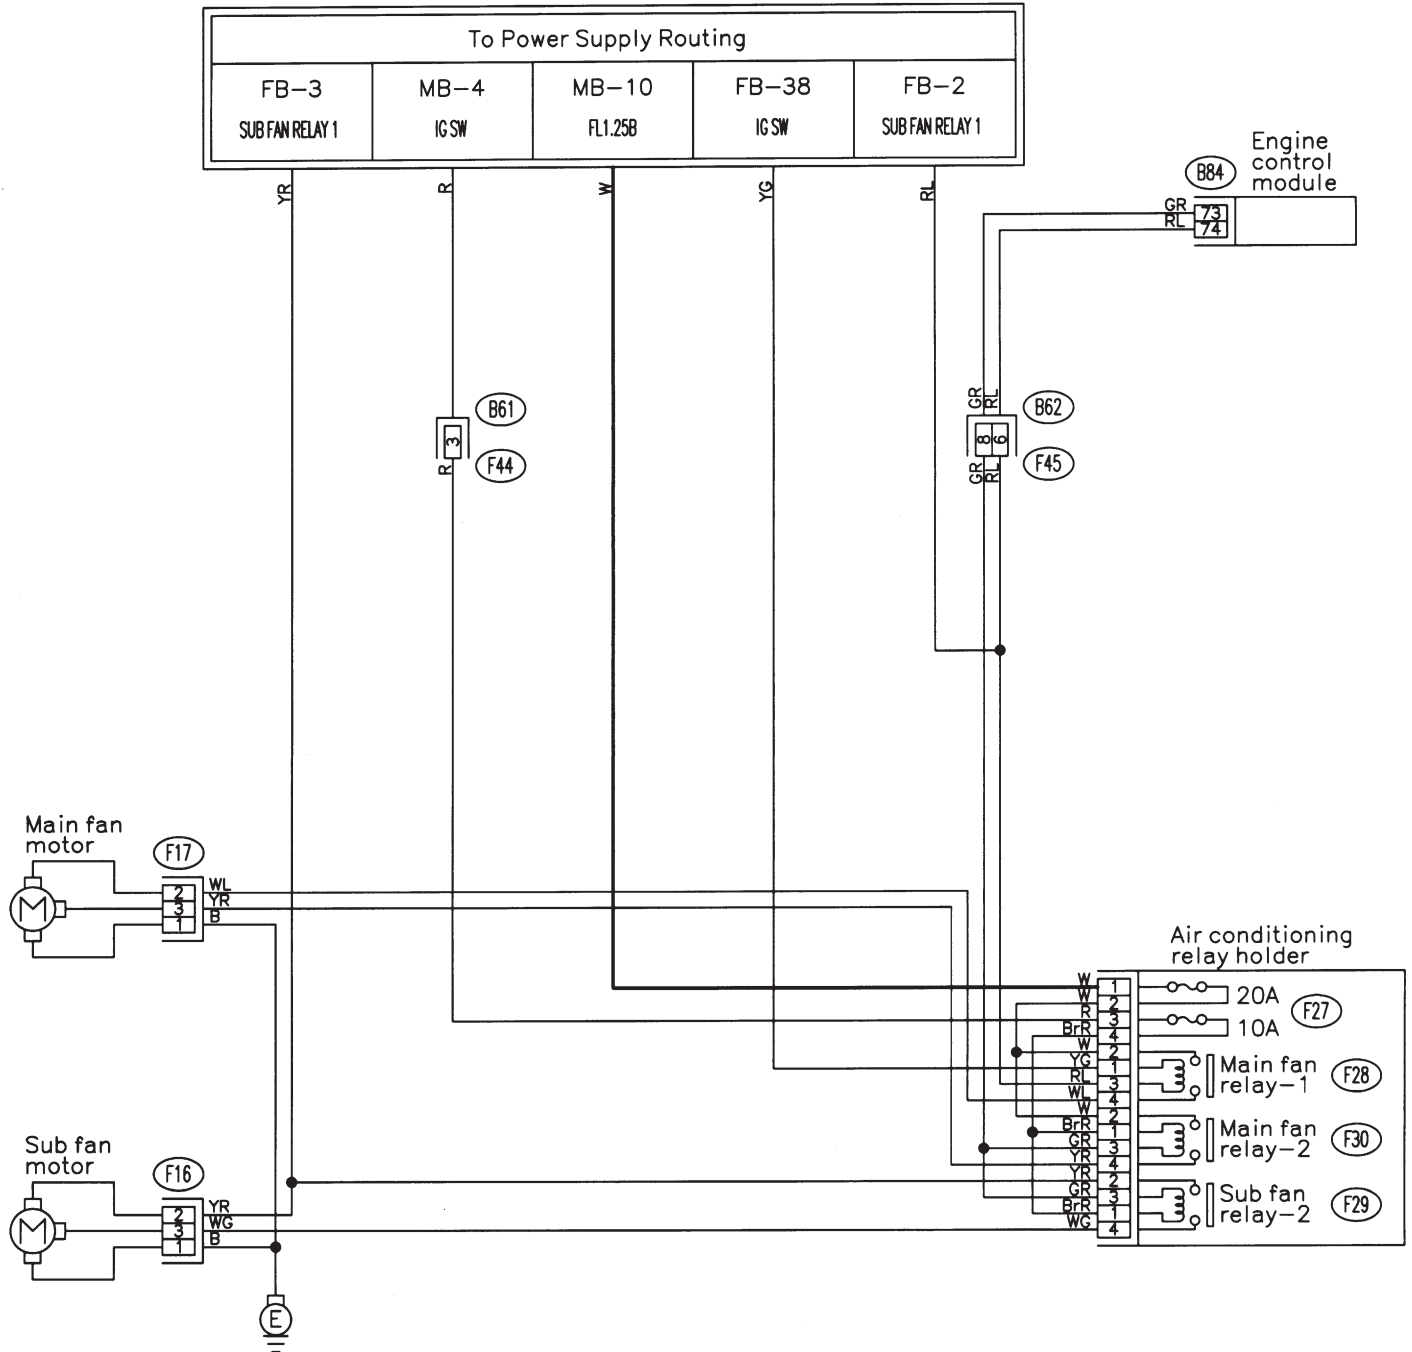 To Power Supply Routing
FB-3
MB-4
MB-10
FB-38
FB-2
SUB FAN RELAY 1
IG SW
FL1.25B
IG SW
SUB FAN RELAY 1
YR
R
W
YG
RL
B84
Engine
control
module
GR
73
RL
74
B61
3
R
F44
GR
RL
B62
8
6
GR
RL
F45
Main fan
motor
F17
M
2
WL
3
YR
1
B
Air conditioning
relay holder
W
1
W
2
20A
R
3
F27
BrR
4
10A
W
2
YG
1
Main fan
RL
3
relay-1
F28
WL
4
W
2
BrR
1
Main fan
GR
3
relay-2
F30
YR
4
YR
2
GR
3
Sub fan
BrR
1
relay-2
F29
WG
4
Sub fan
motor
F16
M
2
YR
3
WG
1
B
E